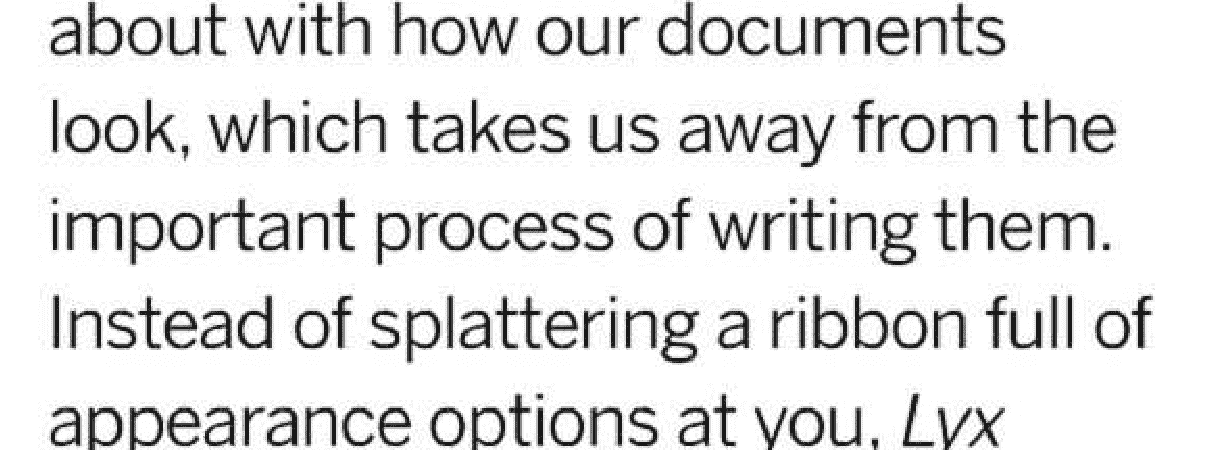 about with how our documents
look, which takes us away from the
important process of writing them.
Instead of splattering a ribbon full of
appearance options at you, Lyx